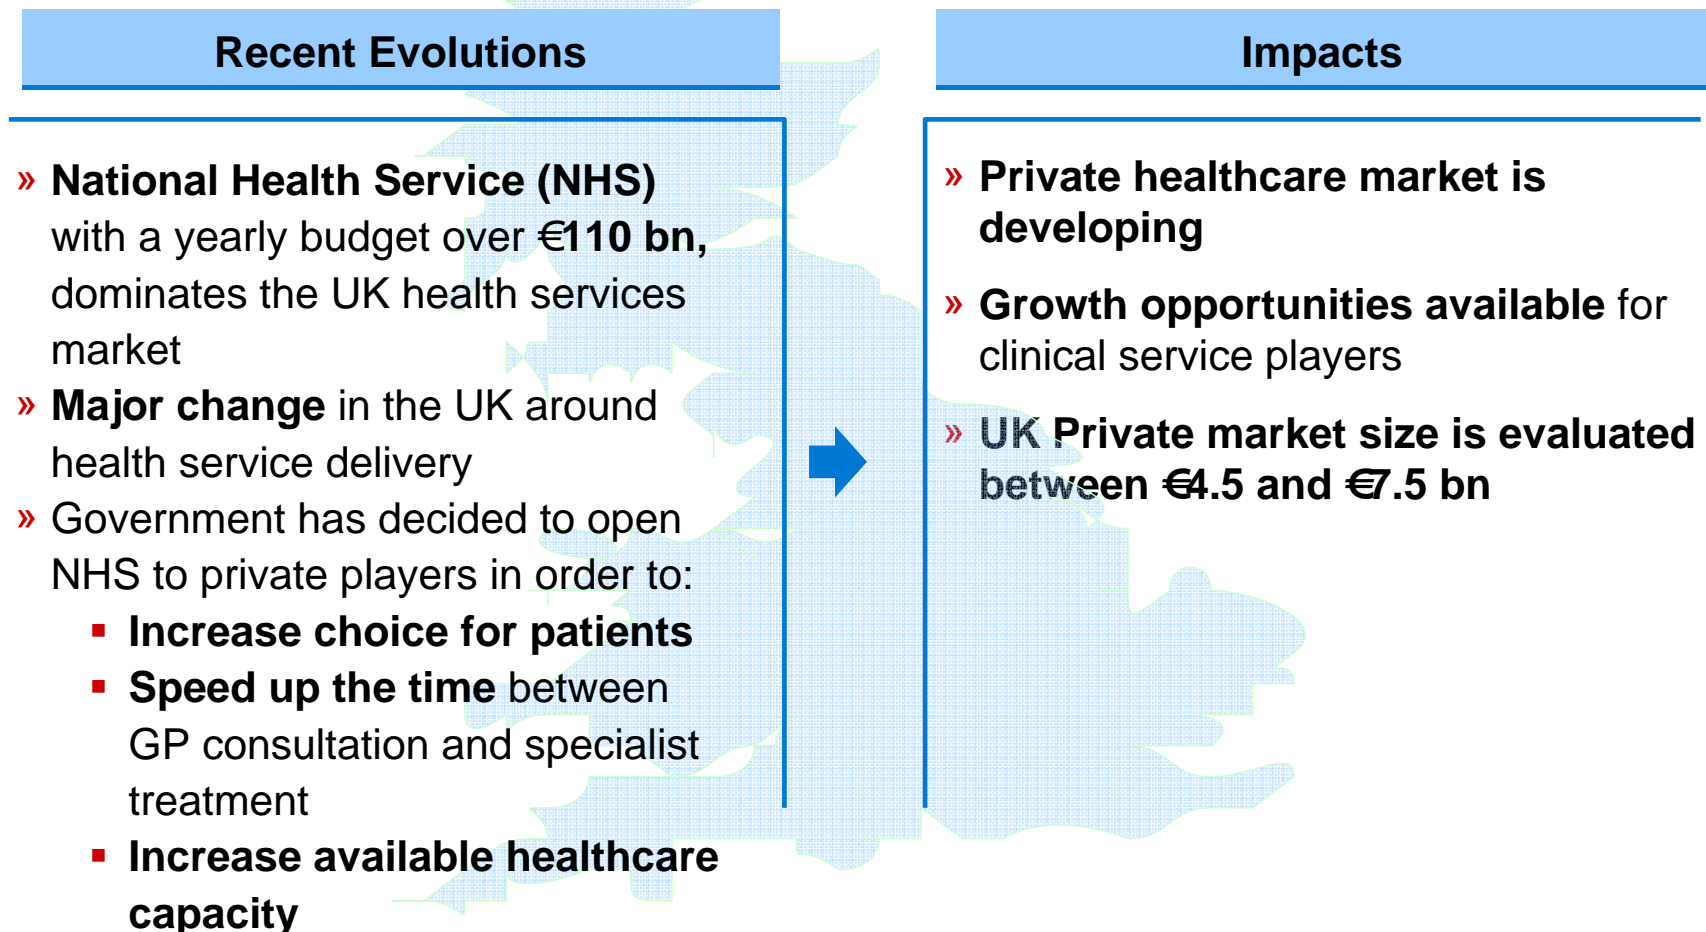 Recent Evolutions
» National Health Service (NHS)
with a yearly budget over €110 bn,
dominates the UK health services
market
» Major change in the UK around
health service delivery
» Government has decided to open
NHS to private players in order to:
▪ Increase choice for patients
▪ Speed up the time between
GP consultation and specialist
treatment
▪ Increase available healthcare
capacity
Impacts
» Private healthcare market is
developing
» Growth opportunities available for
clinical service players
» UK Private market size is evaluated
between €4.5 and €7.5 bn